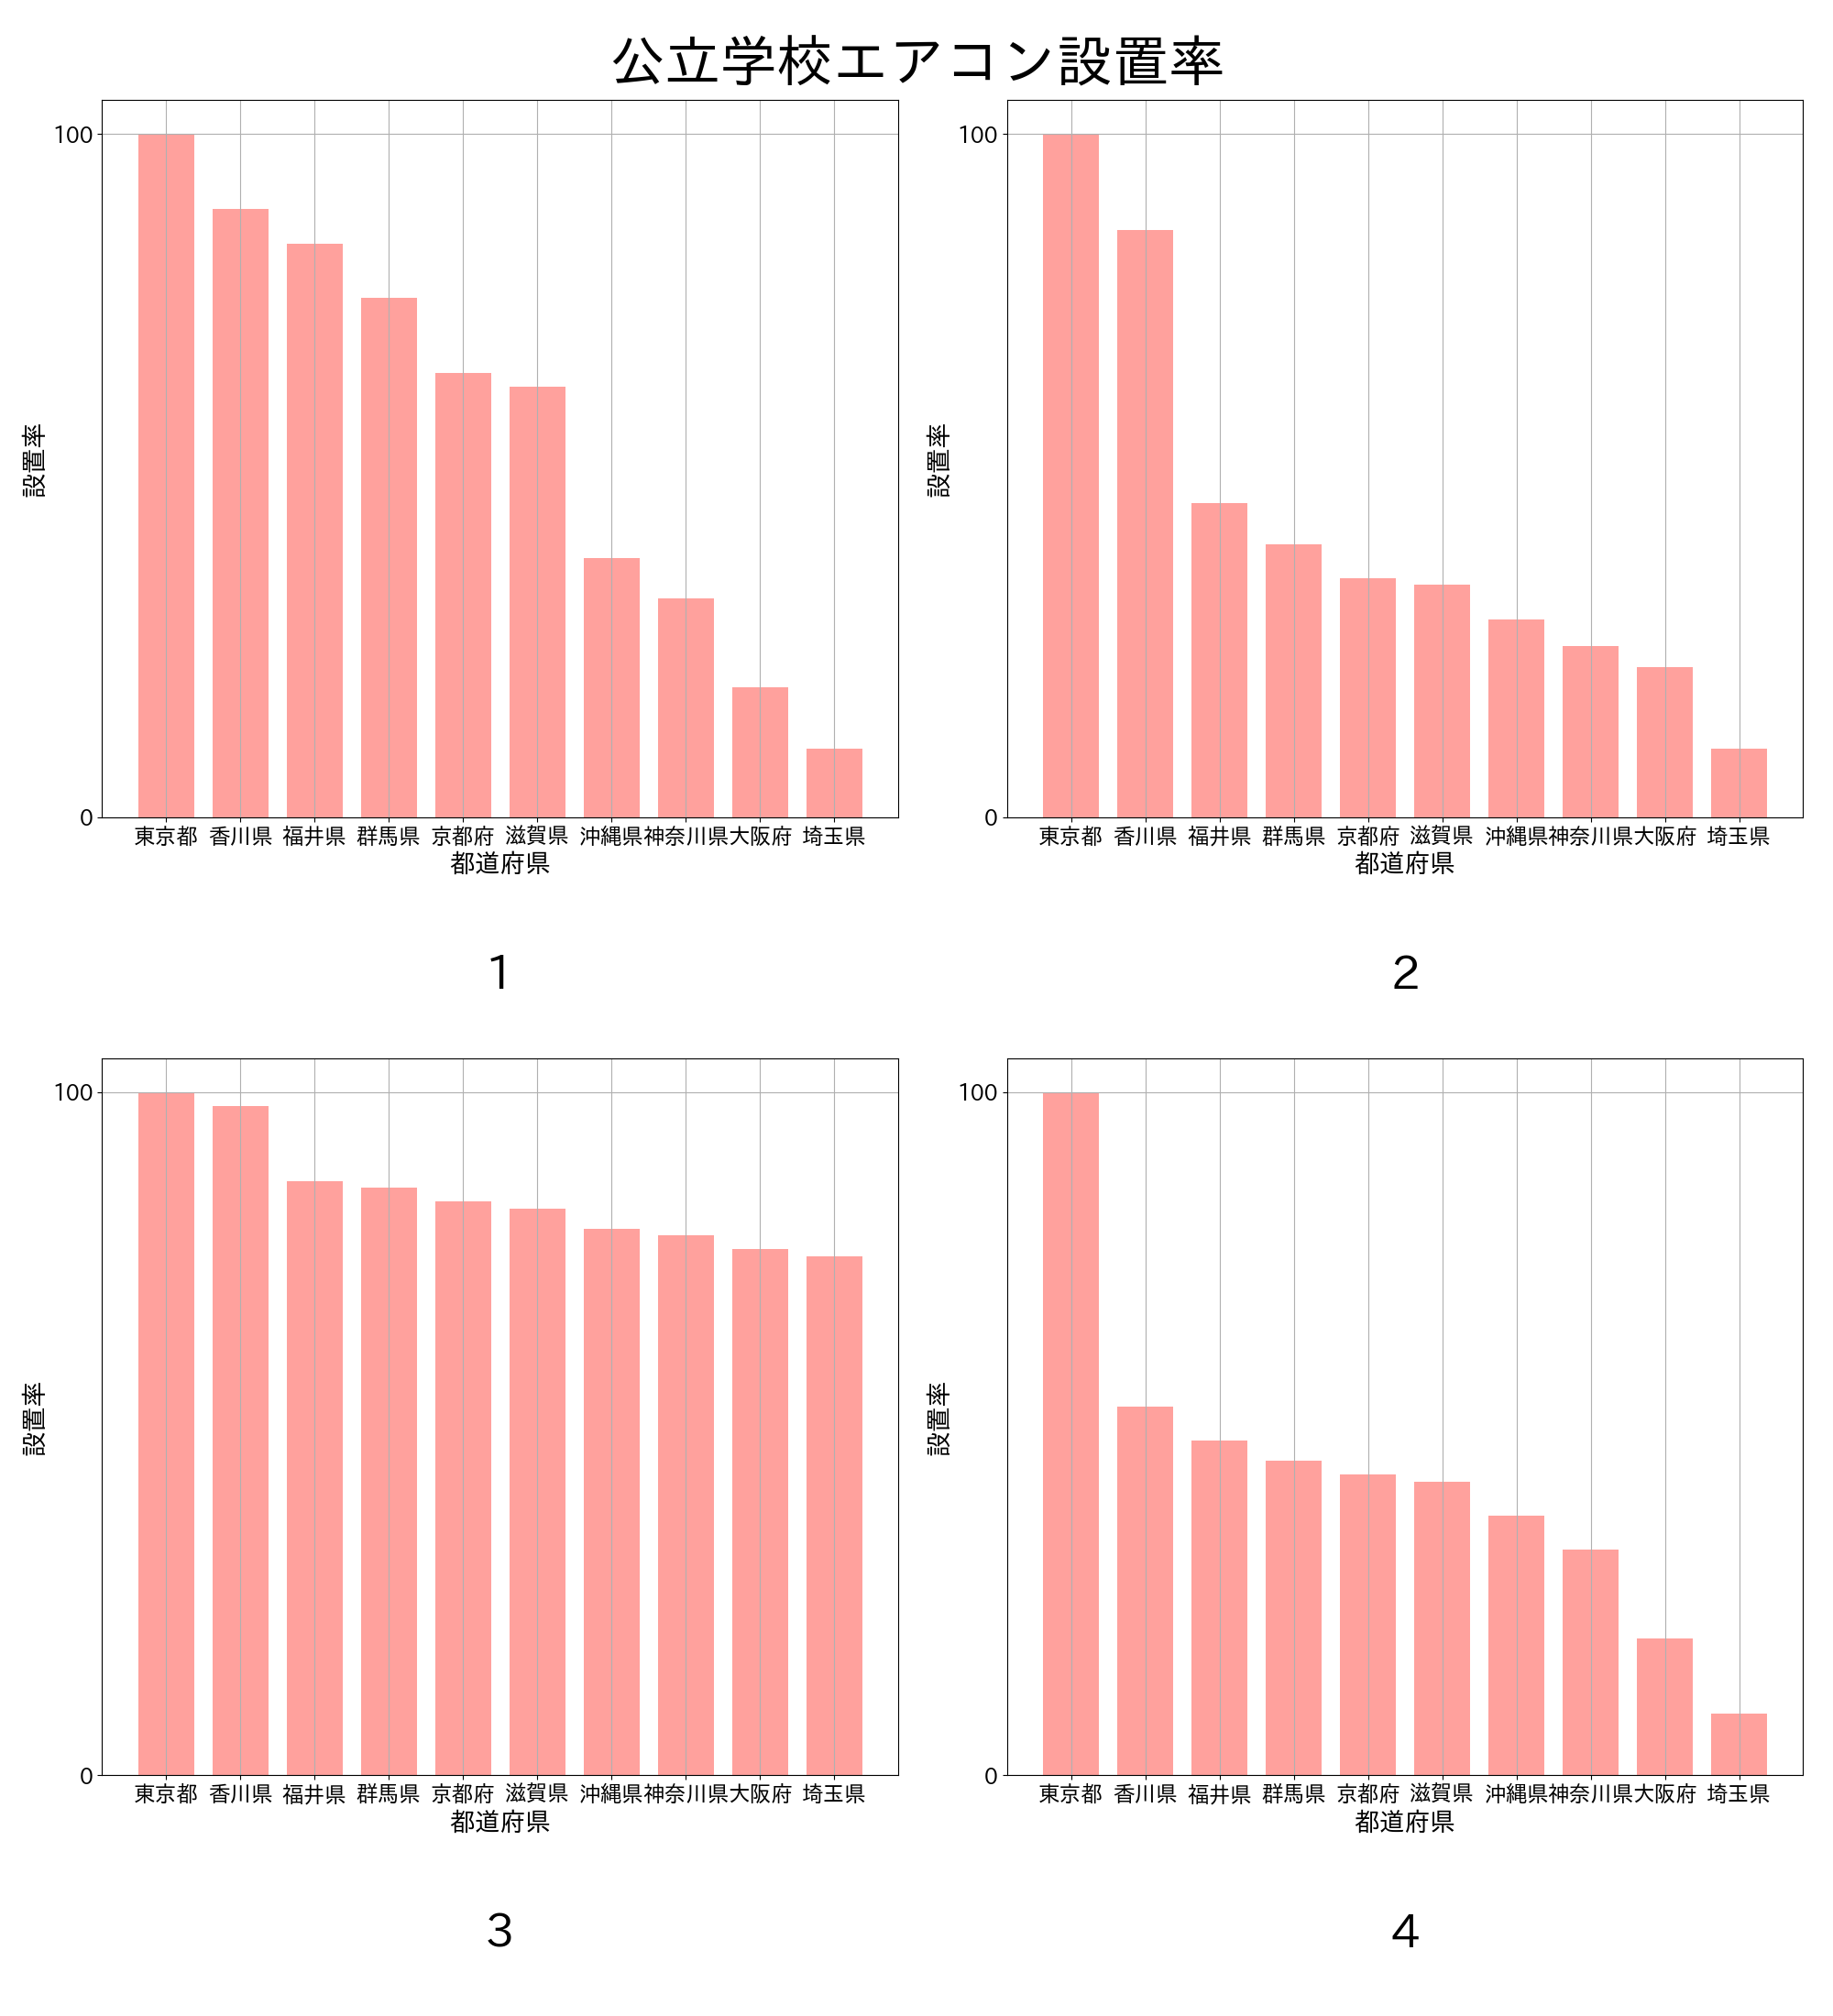 公立学校エアコン設置率
100
設置率
0
東京都 香川県 福井県 群馬県 京都府 滋賀県 沖縄県 神奈川県 大阪府 埼玉県
都道府県
1
100
設置率
0
東京都 香川県 福井県 群馬県 京都府 滋賀県 沖縄県 神奈川県 大阪府 埼玉県
都道府県
2
100
設置率
0
東京都 香川県 福井県 群馬県 京都府 滋賀県 沖縄県 神奈川県 大阪府 埼玉県
都道府県
3
100
設置率
0
東京都 香川県 福井県 群馬県 京都府 滋賀県 沖縄県 神奈川県 大阪府 埼玉県
都道府県
4